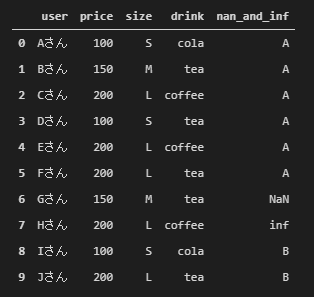 user price size drink nan_and_inf
0 Aさん 100 S cola A
1 Bさん 150 M tea A
2 Cさん 200 L coffee A
3 Dさん 100 S tea A
4 Eさん 200 L coffee A
5 Fさん 200 L tea A
6 Gさん 150 M tea NaN
7 Hさん 200 L coffee inf
8 Iさん 100 S cola B
9 Jさん 200 L tea B